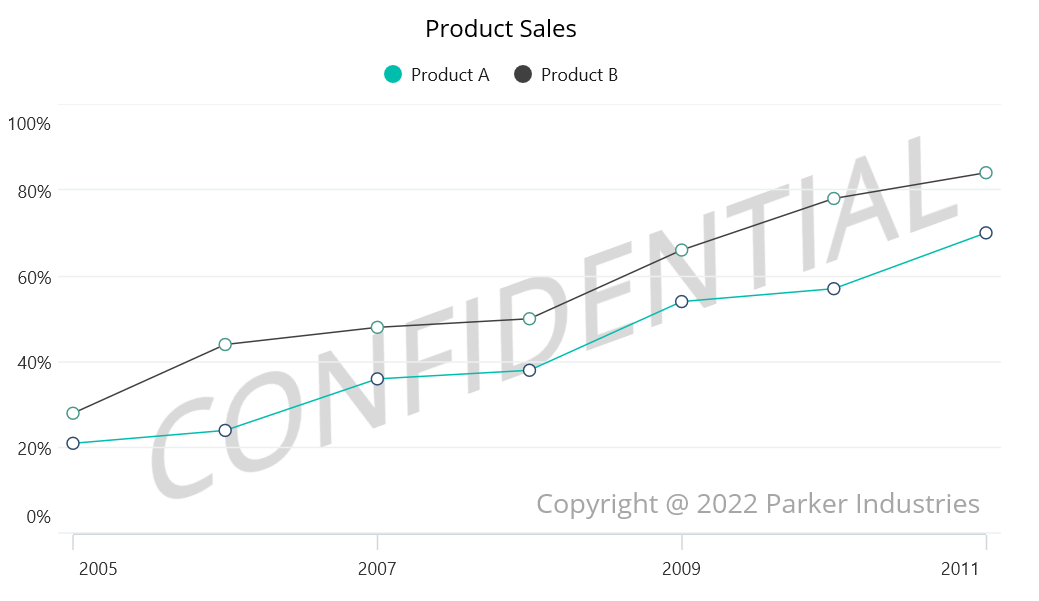 Product Sales
Product A Product B
100%
80%
60%
40%
20%
0%
CONFIDENTIAL
Copyright @ 2022 Parker Industries
2005 2007 2009 2011